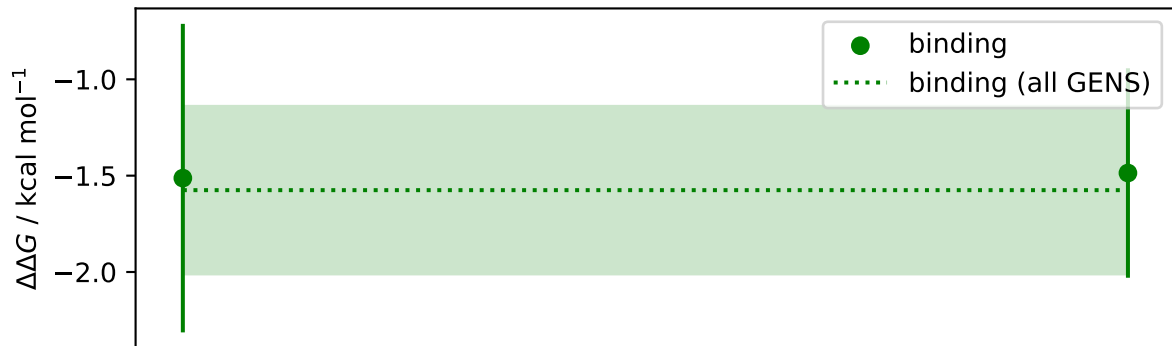 binding
binding (all GENS)
−1.0
−1.5
−2.0
ΔΔG / kcal mol⁻¹